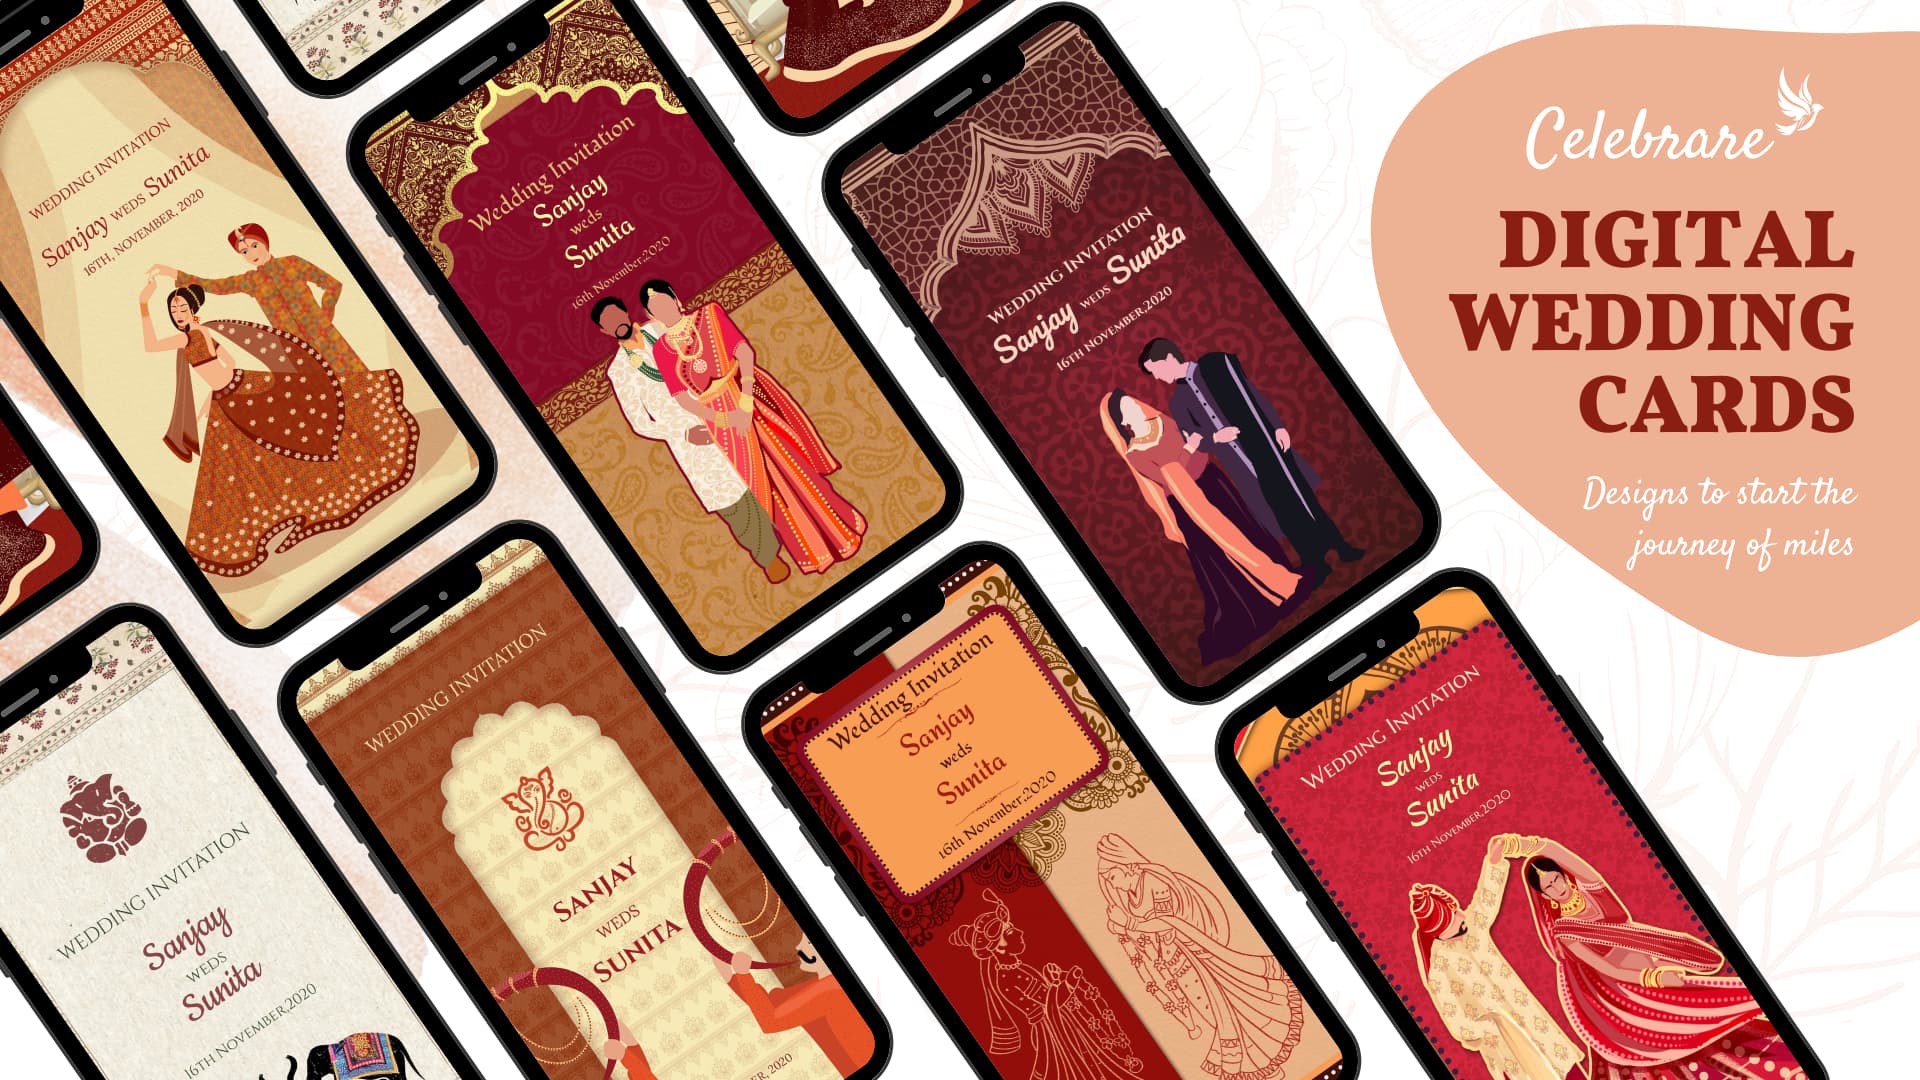 WEDDING INVITATION
Sanjay WEDS Sunita
16TH, NOVEMBER, 2020
Wedding Invitation
Sanjay
weds
Sunita
16th November,2020
WEDDING INVITATION
Sanjay WEDS Sunita
16TH NOVEMBER,2020
Celebrare
DIGITAL
WEDDING
CARDS
Designs to start the
journey of miles
WEDDING INVITATION
Sanjay
WEDS
Sunita
16TH NOVEMBER,2020
WEDDING INVITATION
SANJAY
WEDS
SUNITA
2020
Wedding Invitation
Sanjay
weds
Sunita
16th November,2020
WEDDING INVITATION
Sanjay
WEDS
Sunita
16TH NOVEMBER,2020